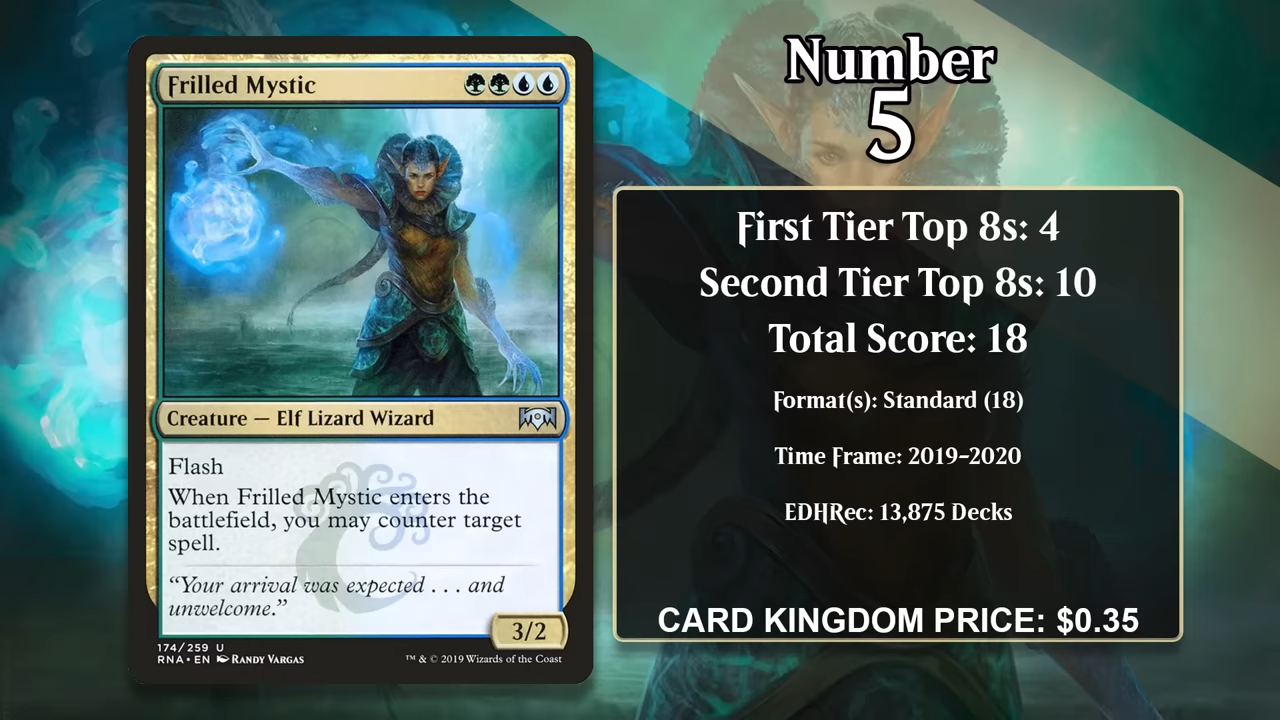 Frilled Mystic
Creature — Elf Lizard Wizard
Flash
When Frilled Mystic enters the
battlefield, you may counter target
spell.
“Your arrival was expected . . . and
unwelcome.”
3/2
174/259 U
RNA • EN Randy Vargas
™ & © 2019 Wizards of the Coast
Number
5
First Tier Top 8s: 4
Second Tier Top 8s: 10
Total Score: 18
Format(s): Standard (18)
Time Frame: 2019-2020
EDHRec: 13,875 Decks
CARD KINGDOM PRICE: $0.35